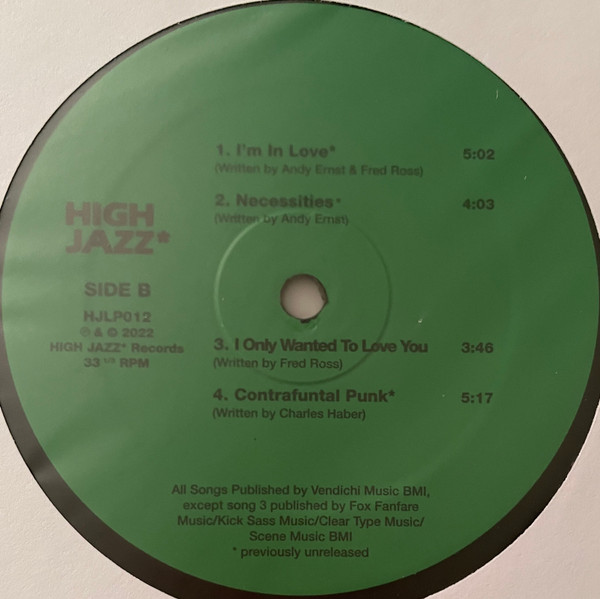 1. I'm In Love* 5:02
(Written by Andy Ernst & Fred Ross)
2. Necessities* 4:03
(Written by Andy Ernst)
HIGH
JAZZ*
SIDE B
HJLP012
℗ & © 2022
HIGH JAZZ* Records
33 1/3 RPM
3. I Only Wanted To Love You 3:46
(Written by Fred Ross)
4. Contrafuntal Punk* 5:17
(Written by Charles Haber)
All Songs Published by Vendichi Music BMI,
except song 3 published by Fox Fanfare
Music/Kick Sass Music/Clear Type Music/
Scene Music BMI
* previously unreleased